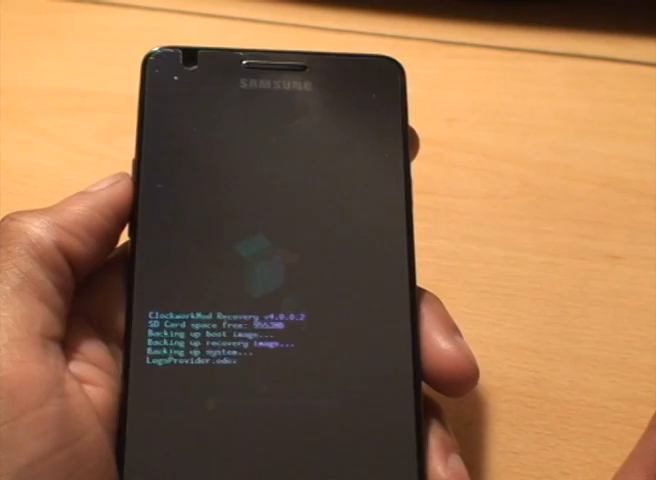 SAMSUNG
ClockworkMod Recovery v4.0.0.2
SD Card space free: 9553MB
Backing up boot image...
Backing up recovery image...
Backing up system...
LogsProvider.odex